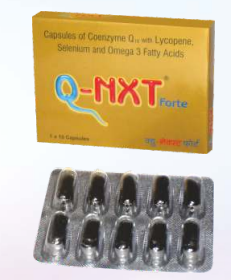 Capsules of Coenzyme Q₁₀ with Lycopene,
Selenium and Omega 3 Fatty Acids
Q-NXT®
Forte
1 x 10 Capsules
क्यु-नेक्स्ट फोर्ट